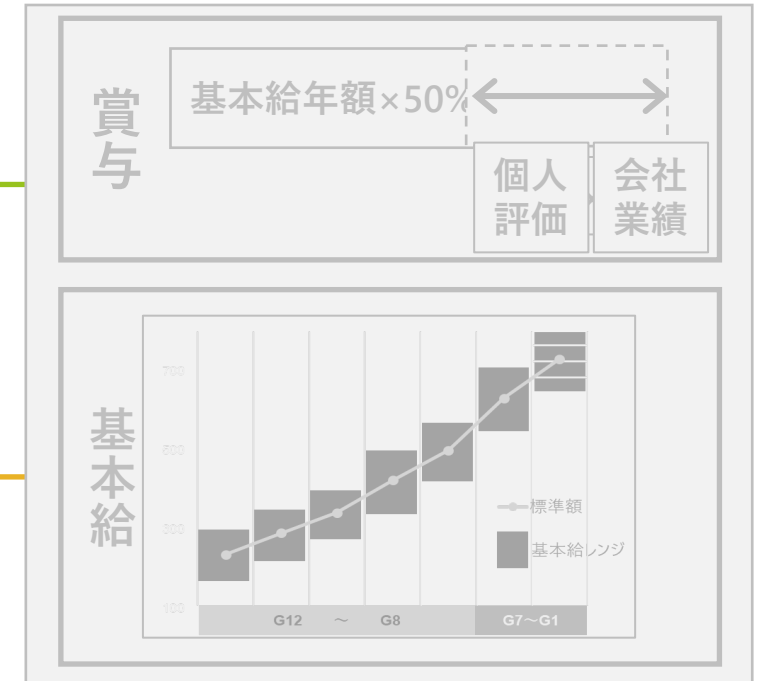 賞与
基本給年額×50%
個人
評価
会社
業績
基本給
700
500
300
100
標準額
基本給レンジ
G12 ～ G8
G7～G1